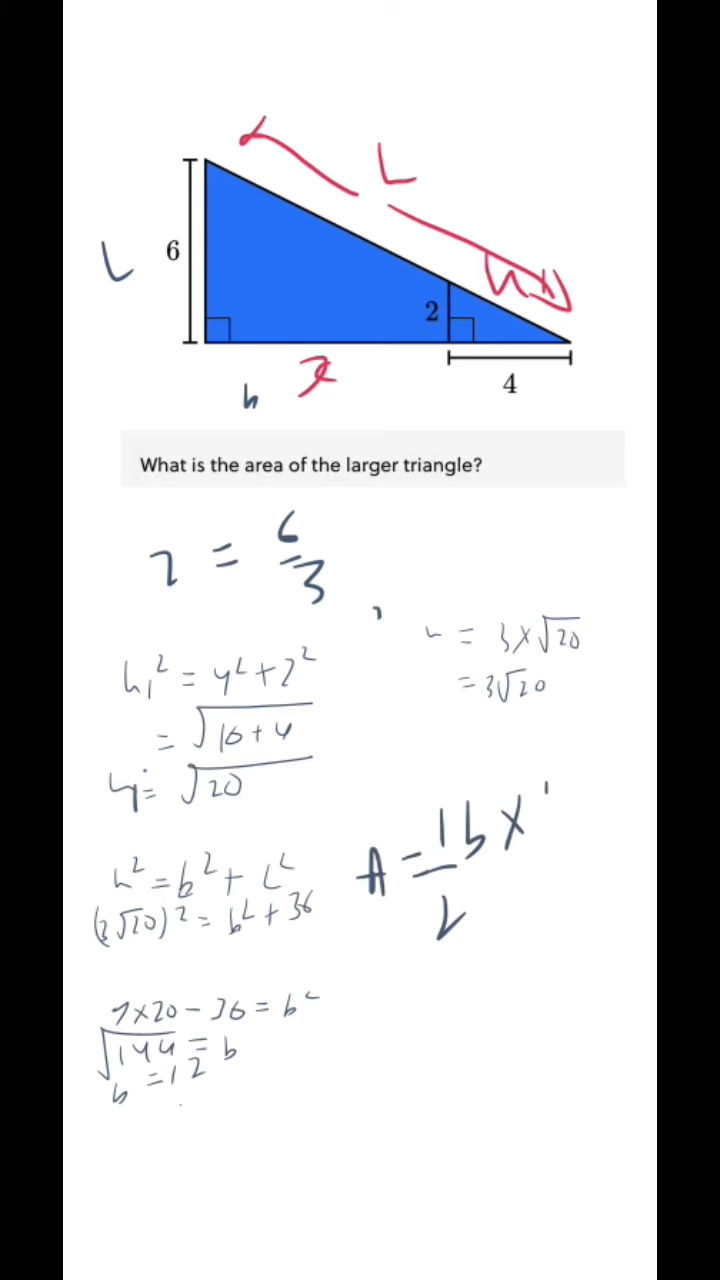 L
L
6
h
2
x
b
4
What is the area of the larger triangle?
2 = 6/3
h = 3×√20
= 3√20
h₁² = 4² + 2²
= √16+4
h₁ = √20
A = 1/2 b ×
h² = b² + L²
(3√20)² = b² + 36
9×20 - 36 = b²
√144 = b
b = 12